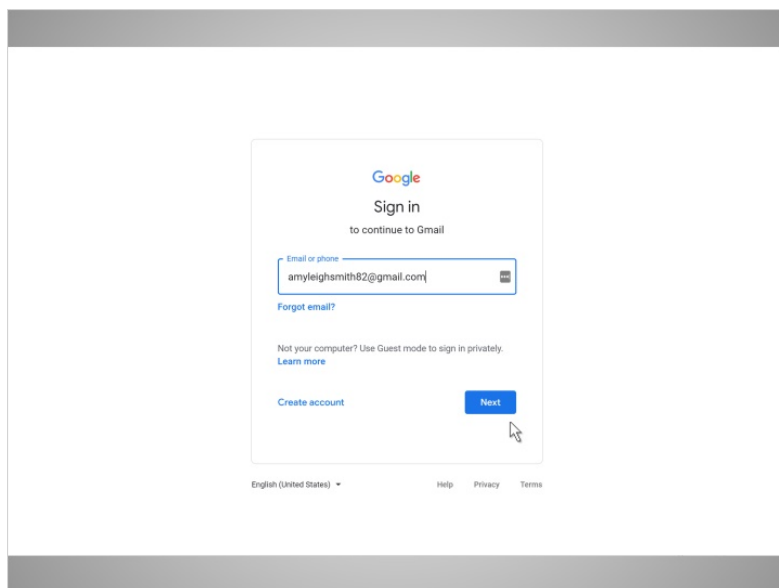 Google
Sign in
to continue to Gmail
Email or phone
amyleighsmith82@gmail.com
Forgot email?
Not your computer? Use Guest mode to sign in privately.
Learn more
Create account
Next
English (United States)
Help Privacy Terms